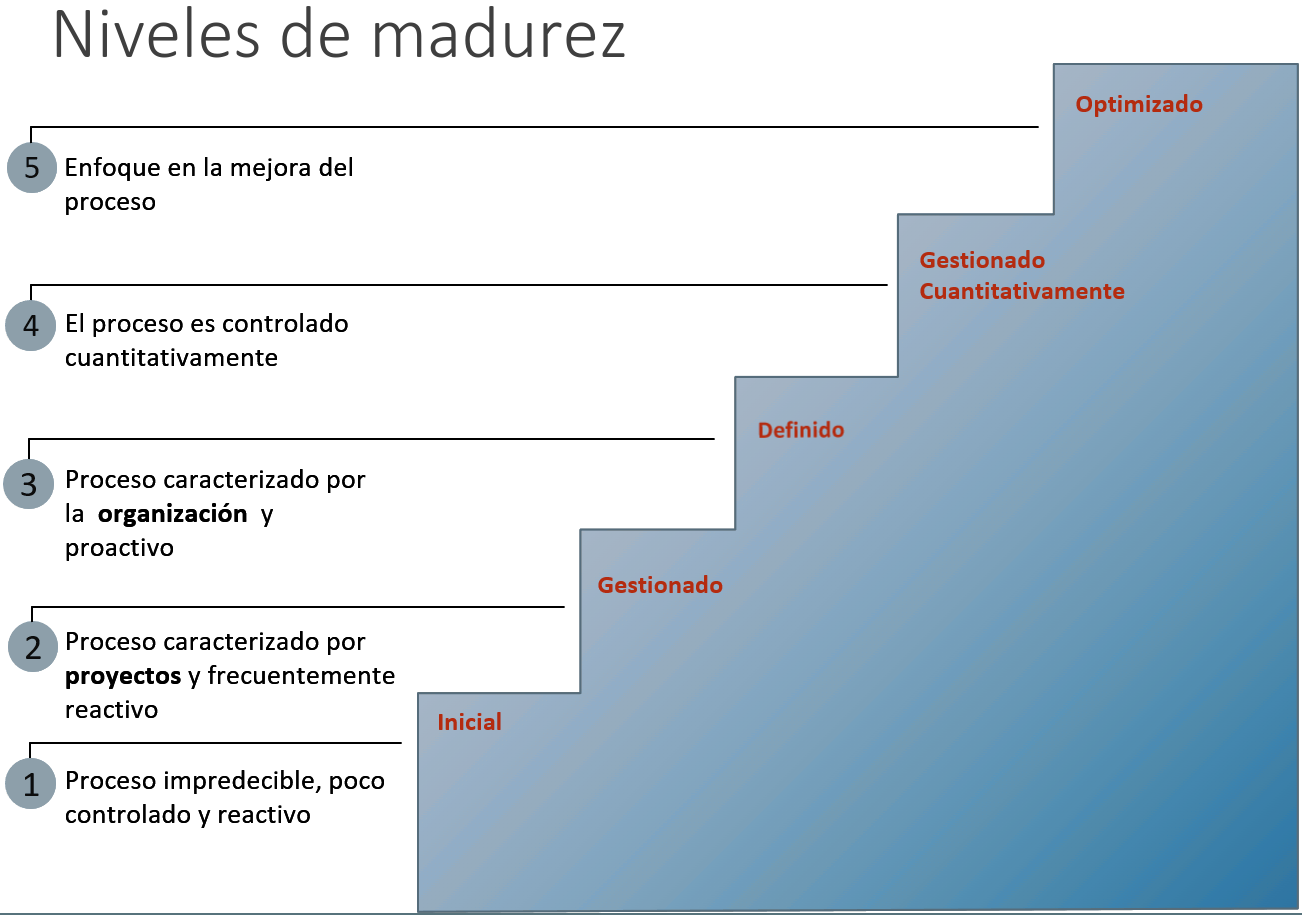 Niveles de madurez
Optimizado
5
Enfoque en la mejora del
proceso
Gestionado
Cuantitativamente
4
El proceso es controlado
cuantitativamente
Definido
3
Proceso caracterizado por
la organización y
proactivo
Gestionado
2
Proceso caracterizado por
proyectos y frecuentemente
reactivo
Inicial
1
Proceso impredecible, poco
controlado y reactivo